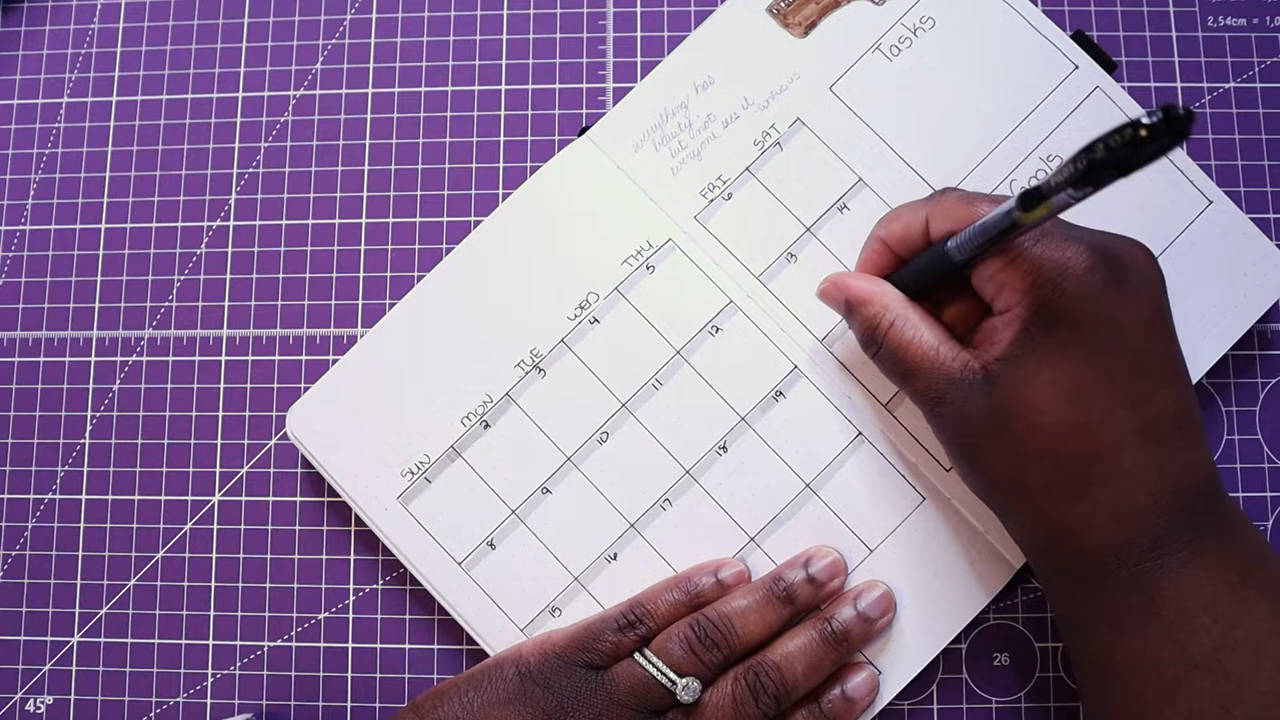 2,54cm = 1,0
Tasks
everything has
beauty
but not
everyone sees it
-confucius
Goals
SUN MON TUE WED THU FRI SAT
1 2 3 4 5 6 7
8 9 10 11 12 13 14
15 16 17 18 19
45°
26